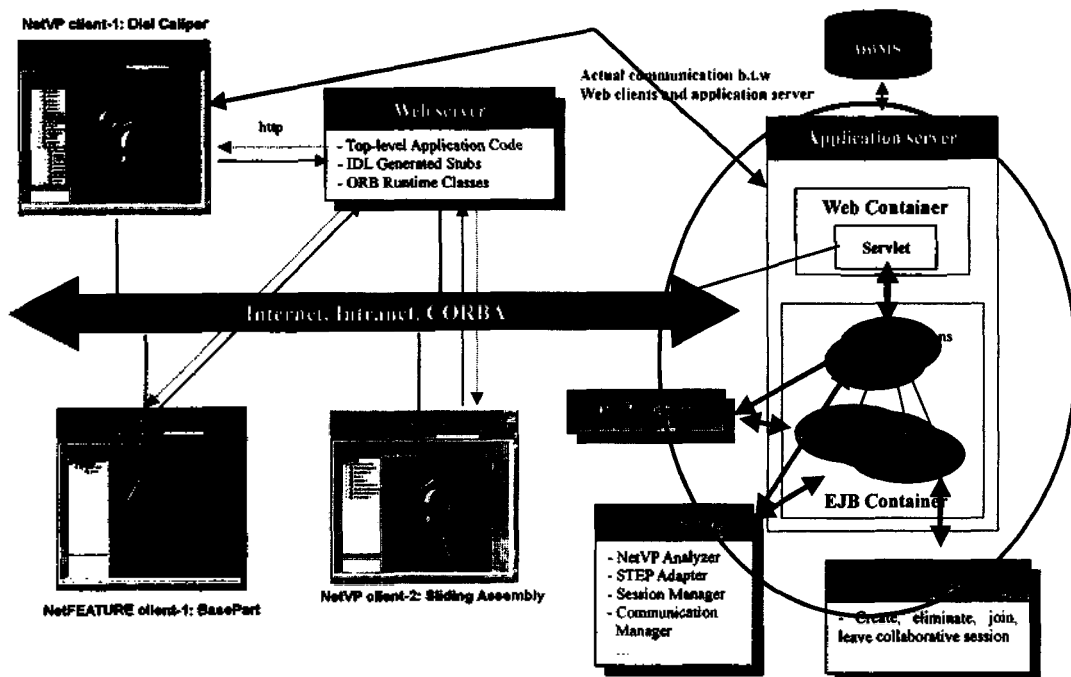 NetVP client-1: Dial Caliper
Actual communication b.t.w
Web clients and application server
http
Web server
- Top-level Application Code
- IDL Generated Stubs
- ORB Runtime Classes
Application server
Web Container
Servlet
Internet, Intranet, CORBA
ns
EJB Container
NetFEATURE client-1: BasePart
NetVP client-2: Sliding Assembly
- NetVP Analyzer
- STEP Adapter
- Session Manager
- Communication
Manager
...
- Create, eliminate, join,
leave collaborative session